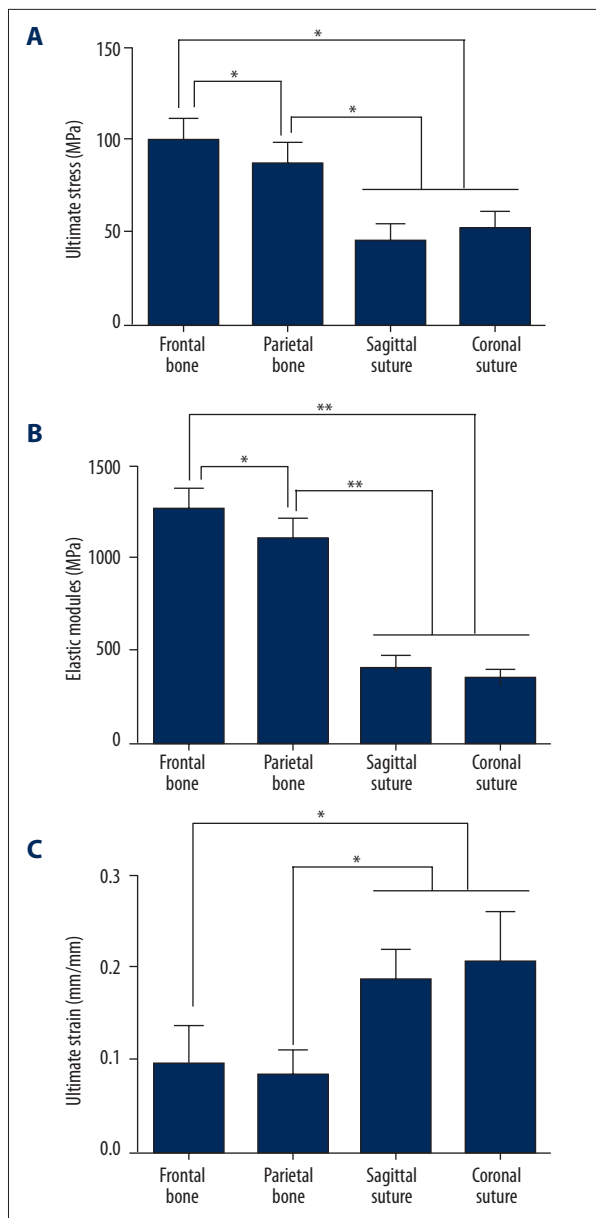 A
Ultimate stress (MPa)
150
100
50
0
*
*
*
Frontal
bone
Parietal
bone
Sagittal
suture
Coronal
suture
B
Elastic modules (MPa)
1500
1000
500
0
**
*
**
Frontal
bone
Parietal
bone
Sagittal
suture
Coronal
suture
C
Ultimate strain (mm/mm)
0.3
0.2
0.1
0.0
*
*
Frontal
bone
Parietal
bone
Sagittal
suture
Coronal
suture